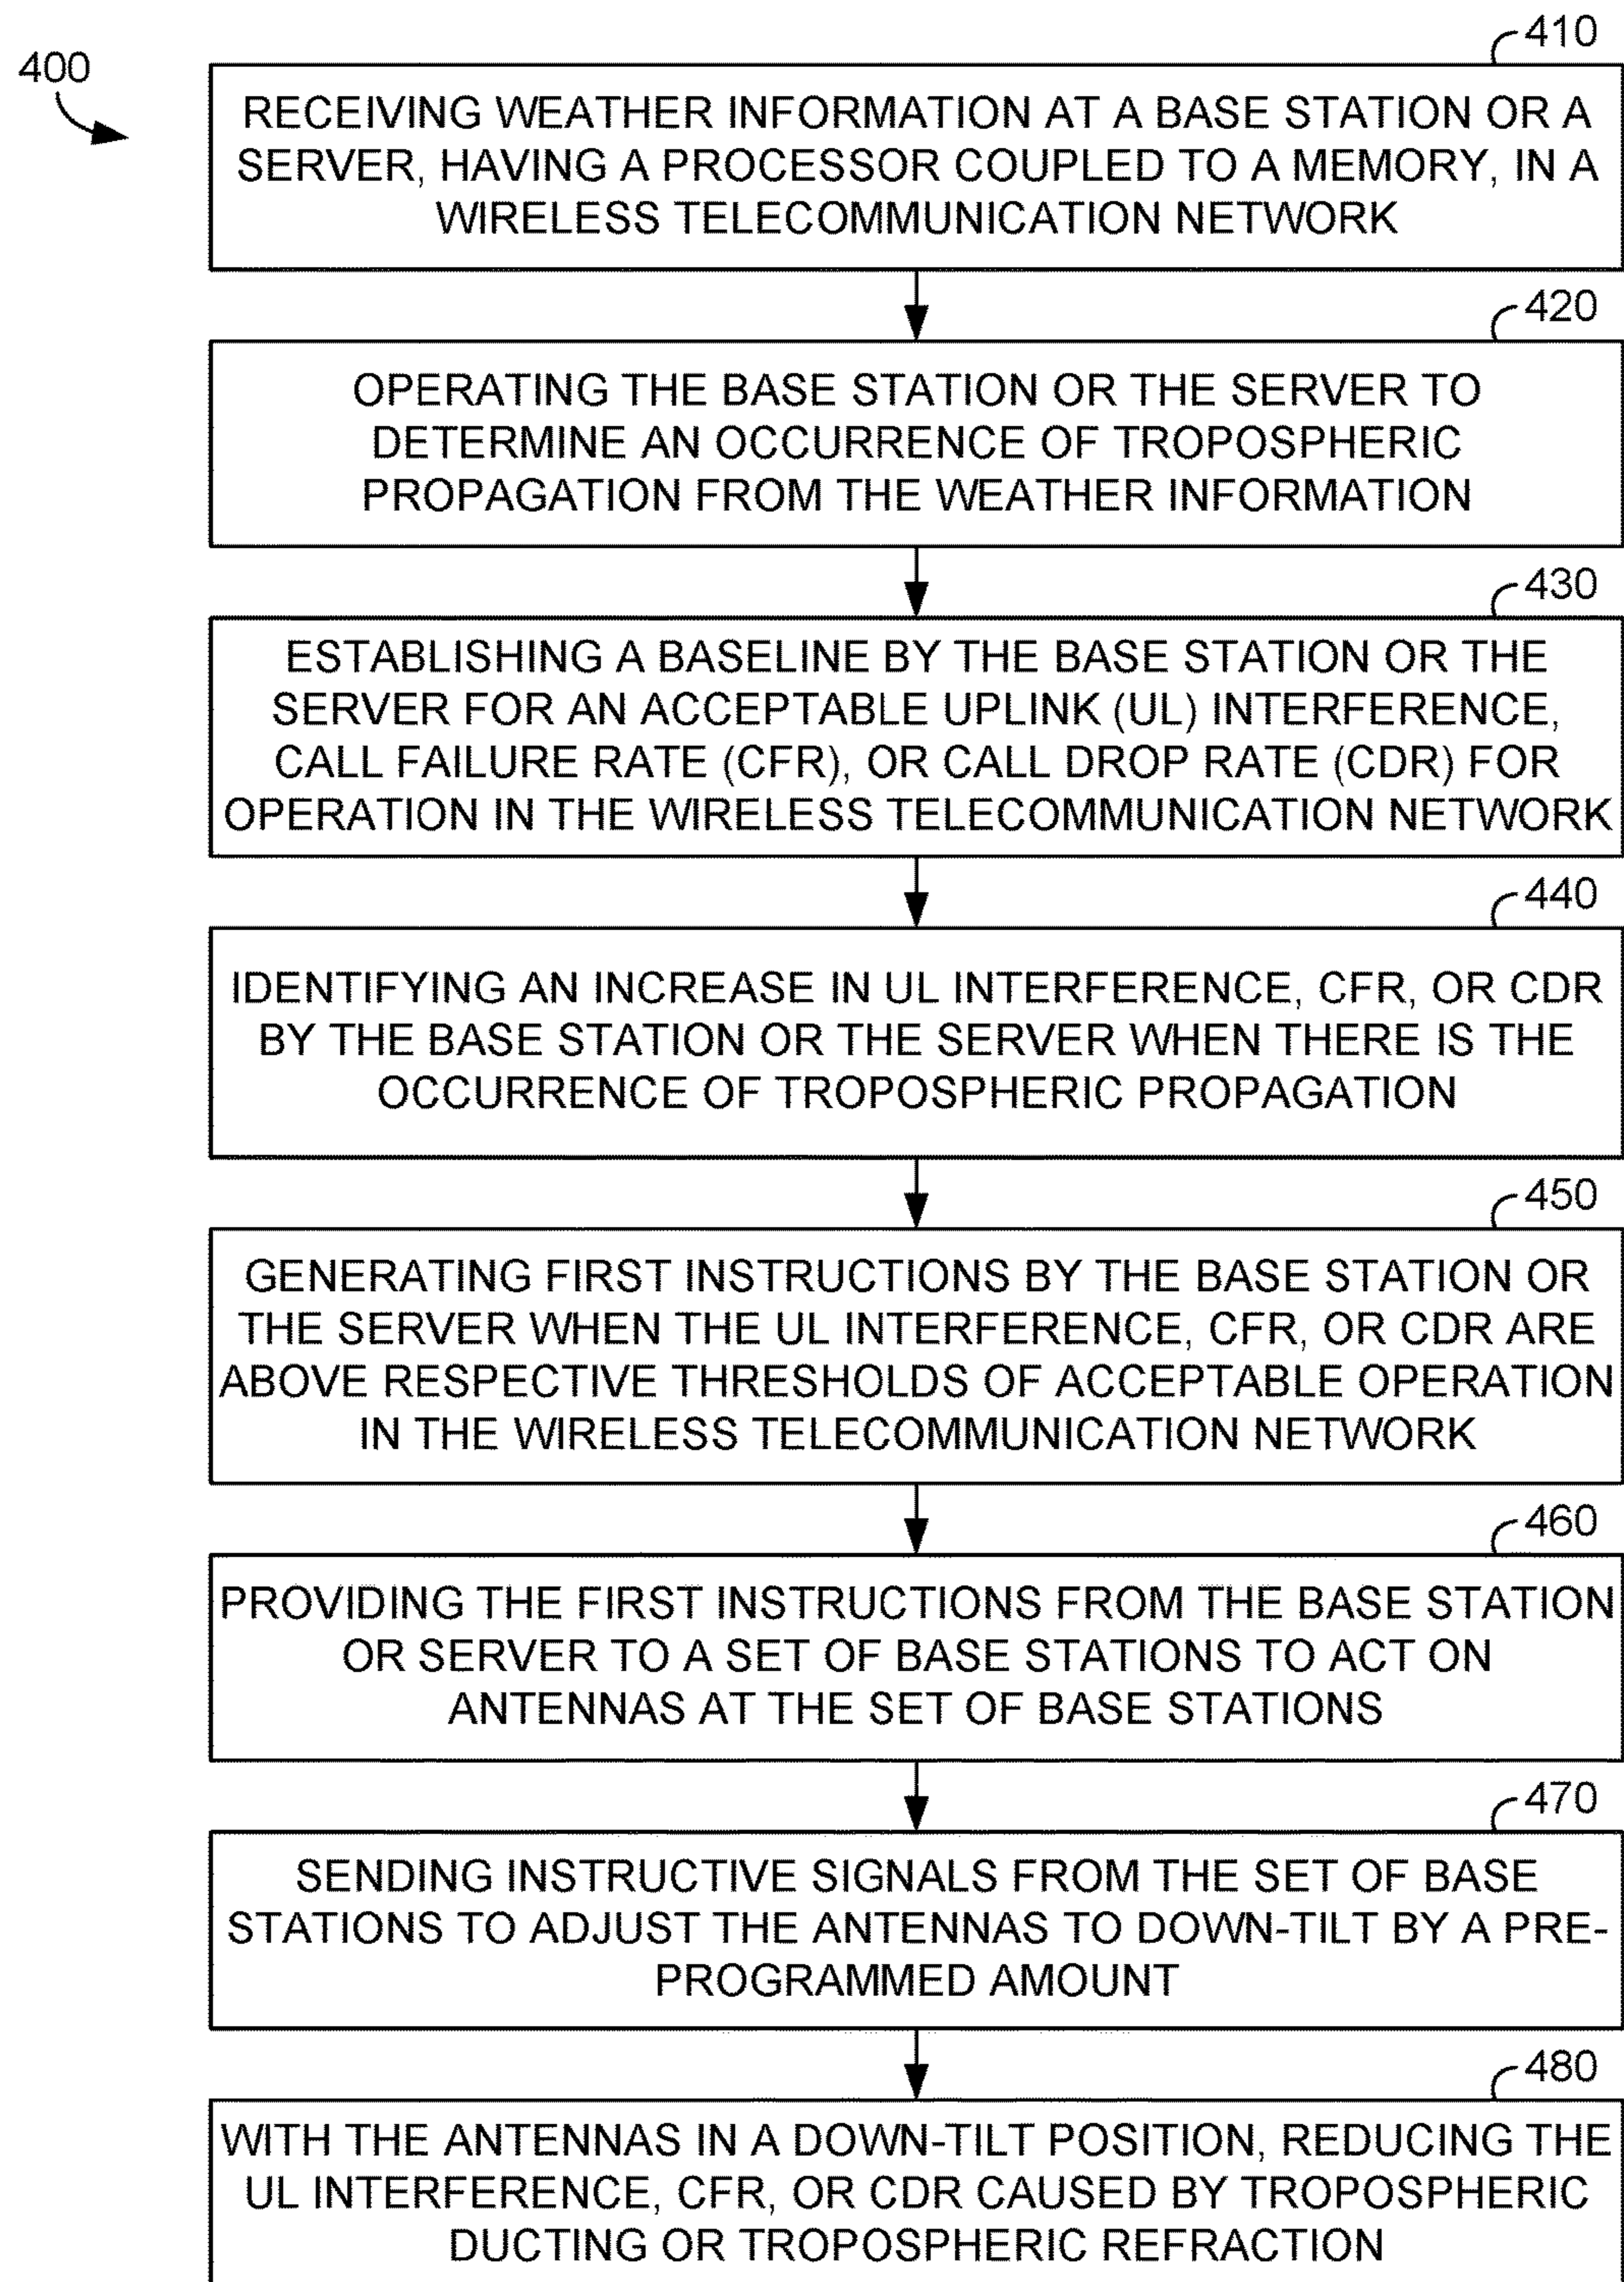 400
410
RECEIVING WEATHER INFORMATION AT A BASE STATION OR A
SERVER, HAVING A PROCESSOR COUPLED TO A MEMORY, IN A
WIRELESS TELECOMMUNICATION NETWORK
420
OPERATING THE BASE STATION OR THE SERVER TO
DETERMINE AN OCCURRENCE OF TROPOSPHERIC
PROPAGATION FROM THE WEATHER INFORMATION
430
ESTABLISHING A BASELINE BY THE BASE STATION OR THE
SERVER FOR AN ACCEPTABLE UPLINK (UL) INTERFERENCE,
CALL FAILURE RATE (CFR), OR CALL DROP RATE (CDR) FOR
OPERATION IN THE WIRELESS TELECOMMUNICATION NETWORK
440
IDENTIFYING AN INCREASE IN UL INTERFERENCE, CFR, OR CDR
BY THE BASE STATION OR THE SERVER WHEN THERE IS THE
OCCURRENCE OF TROPOSPHERIC PROPAGATION
450
GENERATING FIRST INSTRUCTIONS BY THE BASE STATION OR
THE SERVER WHEN THE UL INTERFERENCE, CFR, OR CDR ARE
ABOVE RESPECTIVE THRESHOLDS OF ACCEPTABLE OPERATION
IN THE WIRELESS TELECOMMUNICATION NETWORK
460
PROVIDING THE FIRST INSTRUCTIONS FROM THE BASE STATION
OR SERVER TO A SET OF BASE STATIONS TO ACT ON
ANTENNAS AT THE SET OF BASE STATIONS
470
SENDING INSTRUCTIVE SIGNALS FROM THE SET OF BASE
STATIONS TO ADJUST THE ANTENNAS TO DOWN-TILT BY A PRE-
PROGRAMMED AMOUNT
480
WITH THE ANTENNAS IN A DOWN-TILT POSITION, REDUCING THE
UL INTERFERENCE, CFR, OR CDR CAUSED BY TROPOSPHERIC
DUCTING OR TROPOSPHERIC REFRACTION